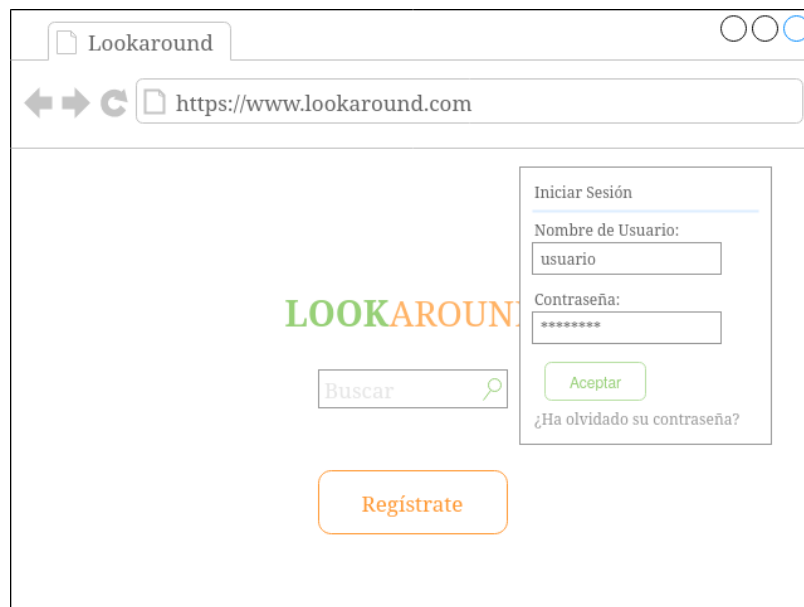 Lookaround
https://www.lookaround.com
Iniciar Sesión
Nombre de Usuario:
usuario
LOOKAROUN
Contraseña:
********
Buscar
Aceptar
¿Ha olvidado su contraseña?
Regístrate